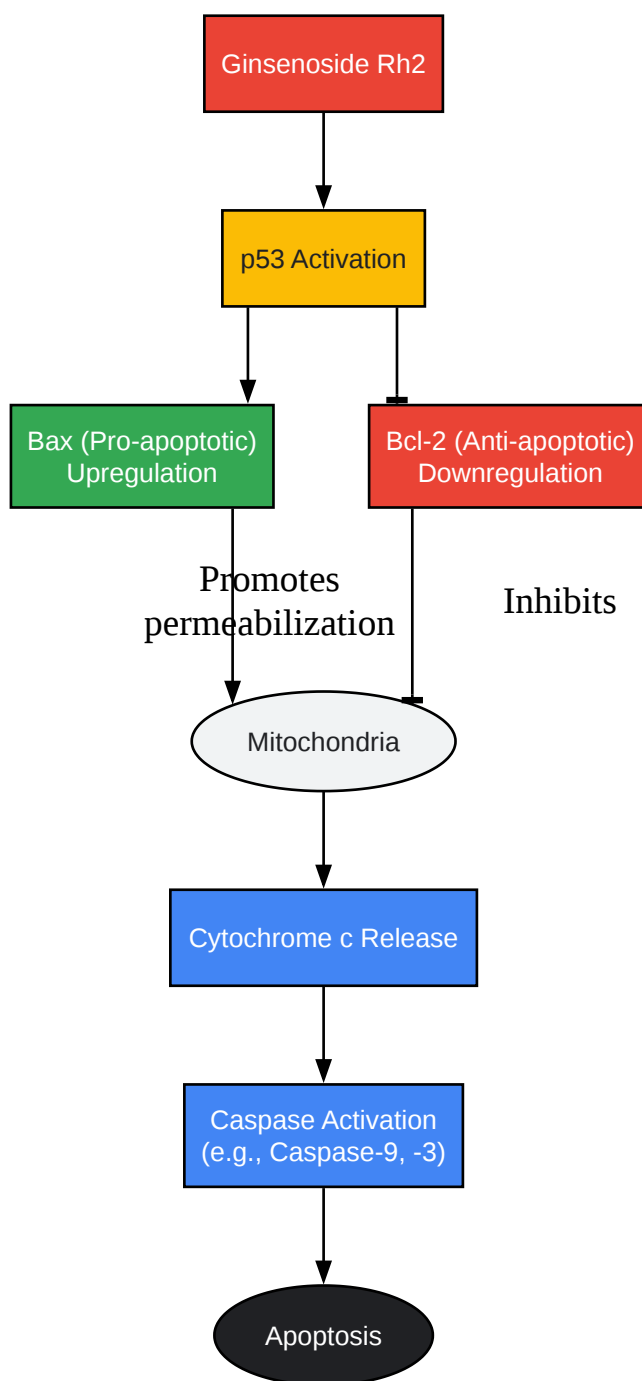 Ginsenoside Rh2
p53 Activation
Bax (Pro-apoptotic)
Upregulation
Bcl-2 (Anti-apoptotic)
Downregulation
Promotes
permeabilization
Inhibits
Mitochondria
Cytochrome c Release
Caspase Activation
(e.g., Caspase-9, -3)
Apoptosis